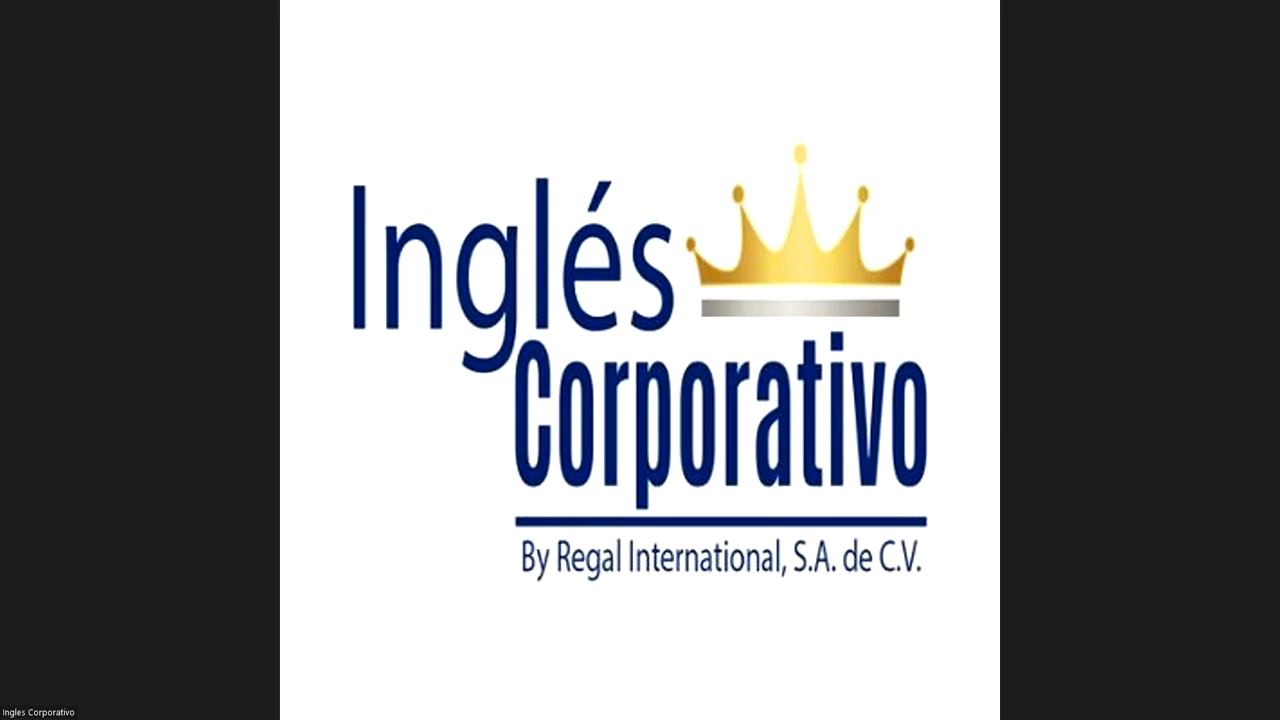 Inglés
Corporativo
By Regal International, S.A. de C.V.
Ingles Corporativo